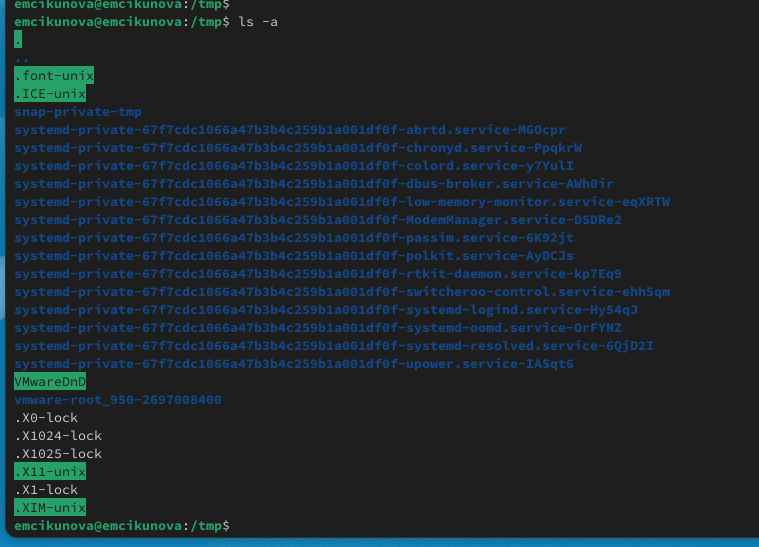 emcikunova@emcikunova:/tmp$
emcikunova@emcikunova:/tmp$ ls -a
.
..
.font-unix
.ICE-unix
snap-private-tmp
systemd-private-67f7cdc1066a47b3b4c259b1a001df0f-abrtd.service-MGOcpr
systemd-private-67f7cdc1066a47b3b4c259b1a001df0f-chronyd.service-PpqkrW
systemd-private-67f7cdc1066a47b3b4c259b1a001df0f-colord.service-y7YulI
systemd-private-67f7cdc1066a47b3b4c259b1a001df0f-dbus-broker.service-AWh0ir
systemd-private-67f7cdc1066a47b3b4c259b1a001df0f-low-memory-monitor.service-eqXRTW
systemd-private-67f7cdc1066a47b3b4c259b1a001df0f-ModemManager.service-DSDRe2
systemd-private-67f7cdc1066a47b3b4c259b1a001df0f-passim.service-6K92jt
systemd-private-67f7cdc1066a47b3b4c259b1a001df0f-polkit.service-AyDCJs
systemd-private-67f7cdc1066a47b3b4c259b1a001df0f-rtkit-daemon.service-kp7Eq9
systemd-private-67f7cdc1066a47b3b4c259b1a001df0f-switcheroo-control.service-ehh5qm
systemd-private-67f7cdc1066a47b3b4c259b1a001df0f-systemd-logind.service-HyS4qJ
systemd-private-67f7cdc1066a47b3b4c259b1a001df0f-systemd-oomd.service-OrFYNZ
systemd-private-67f7cdc1066a47b3b4c259b1a001df0f-systemd-resolved.service-6QjD2I
systemd-private-67f7cdc1066a47b3b4c259b1a001df0f-upower.service-IASqt6
VMwareDnD
vmware-root_950-2697008400
.X0-lock
.X1024-lock
.X1025-lock
.X11-unix
.X1-lock
.XIM-unix
emcikunova@emcikunova:/tmp$